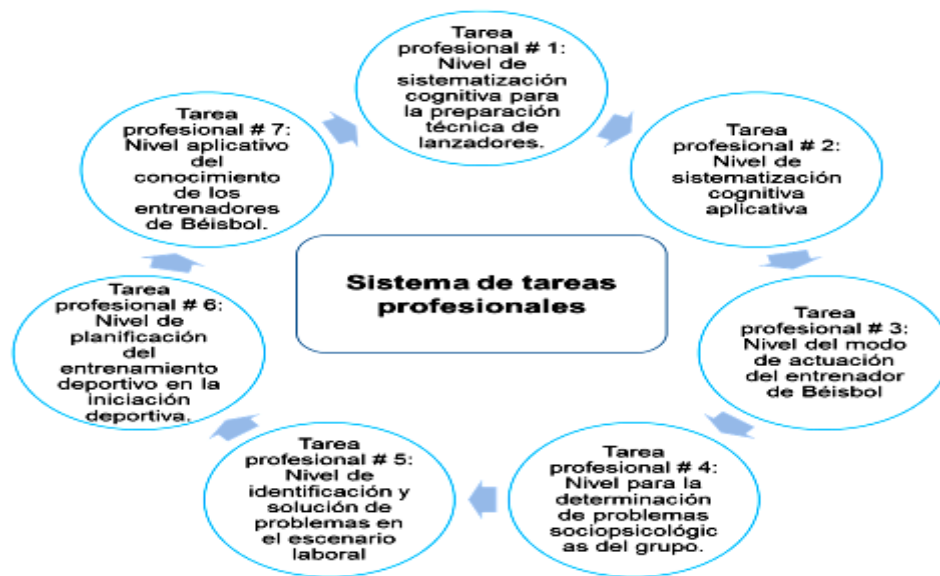 Tarea
profesional # 1:
Nivel de
sistematización
cognitiva para
la preparación
técnica de
lanzadores.
Tarea
profesional # 2:
Nivel de
sistematización
cognitiva
aplicativa
Tarea
profesional # 3:
Nivel del modo
de actuación
del entrenador
de Béisbol
Tarea
profesional # 4:
Nivel para la
determinación
de problemas
sociopsicológic
as del grupo.
Tarea
profesional # 5:
Nivel de
identificación y
solución de
problemas en
el escenario
laboral
Tarea
profesional # 6:
Nivel de
planificación
del
entrenamiento
deportivo en la
iniciación
deportiva.
Tarea
profesional # 7:
Nivel aplicativo
del
conocimiento
de los
entrenadores
de Béisbol.
Sistema de tareas
profesionales